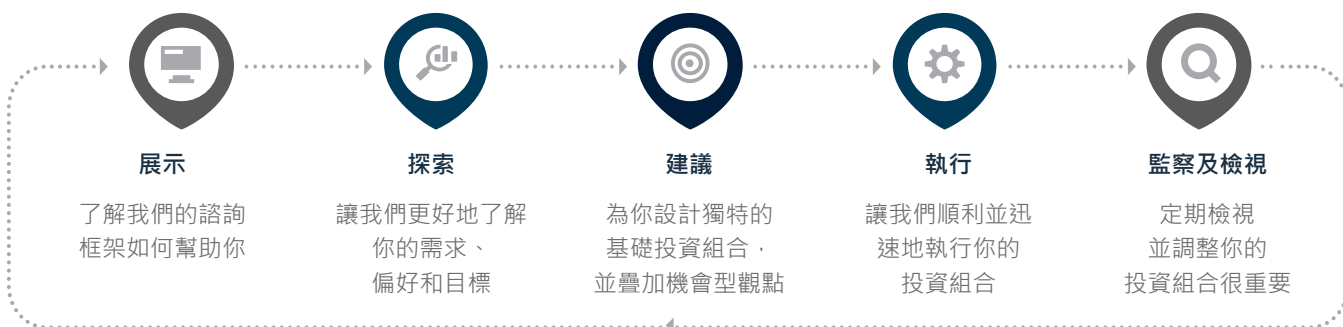 展示
了解我們的諮詢
框架如何幫助你
探索
讓我們更好地了解
你的需求、
偏好和目標
建議
為你設計獨特的
基礎投資組合，
並疊加機會型觀點
執行
讓我們順利並迅
速地執行你的
投資組合
監察及檢視
定期檢視
並調整你的
投資組合很重要